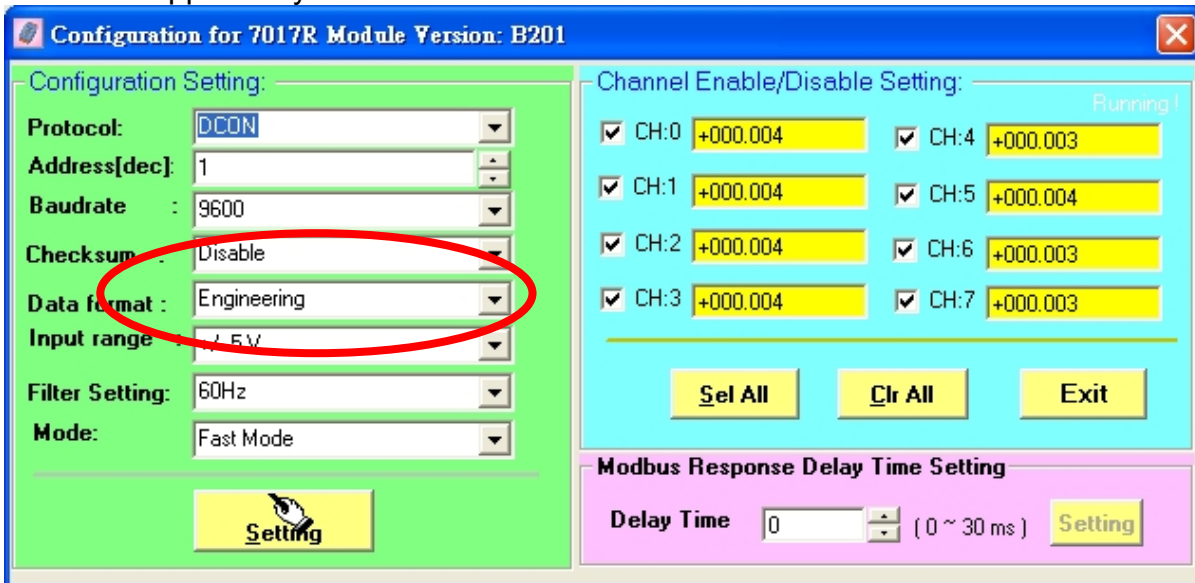 Configuration for 7017R Module Version: B201
Configuration Setting:
Protocol: DCON
Address[dec]: 1
Baudrate : 9600
Checksum : Disable
Data format : Engineering
Input range : +/- 5 V
Filter Setting: 60Hz
Mode: Fast Mode
Setting
Channel Enable/Disable Setting:
Running !
CH:0 +000.004 CH:4 +000.003
CH:1 +000.004 CH:5 +000.004
CH:2 +000.004 CH:6 +000.003
CH:3 +000.004 CH:7 +000.003
Sel All Clr All Exit
Modbus Response Delay Time Setting
Delay Time 0 ( 0 ~ 30 ms ) Setting